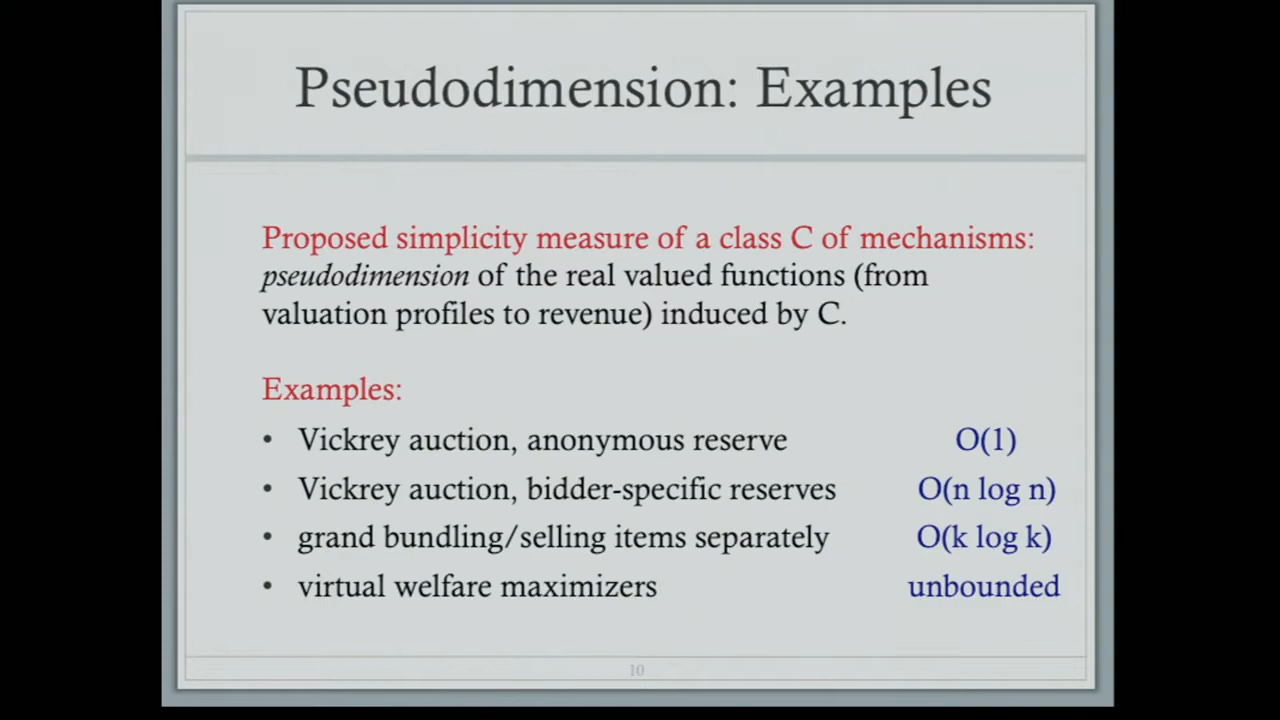 Pseudodimension: Examples
Proposed simplicity measure of a class C of mechanisms:
pseudodimension of the real valued functions (from
valuation profiles to revenue) induced by C.
Examples:
• Vickrey auction, anonymous reserve O(1)
• Vickrey auction, bidder-specific reserves O(n log n)
• grand bundling/selling items separately O(k log k)
• virtual welfare maximizers unbounded
10